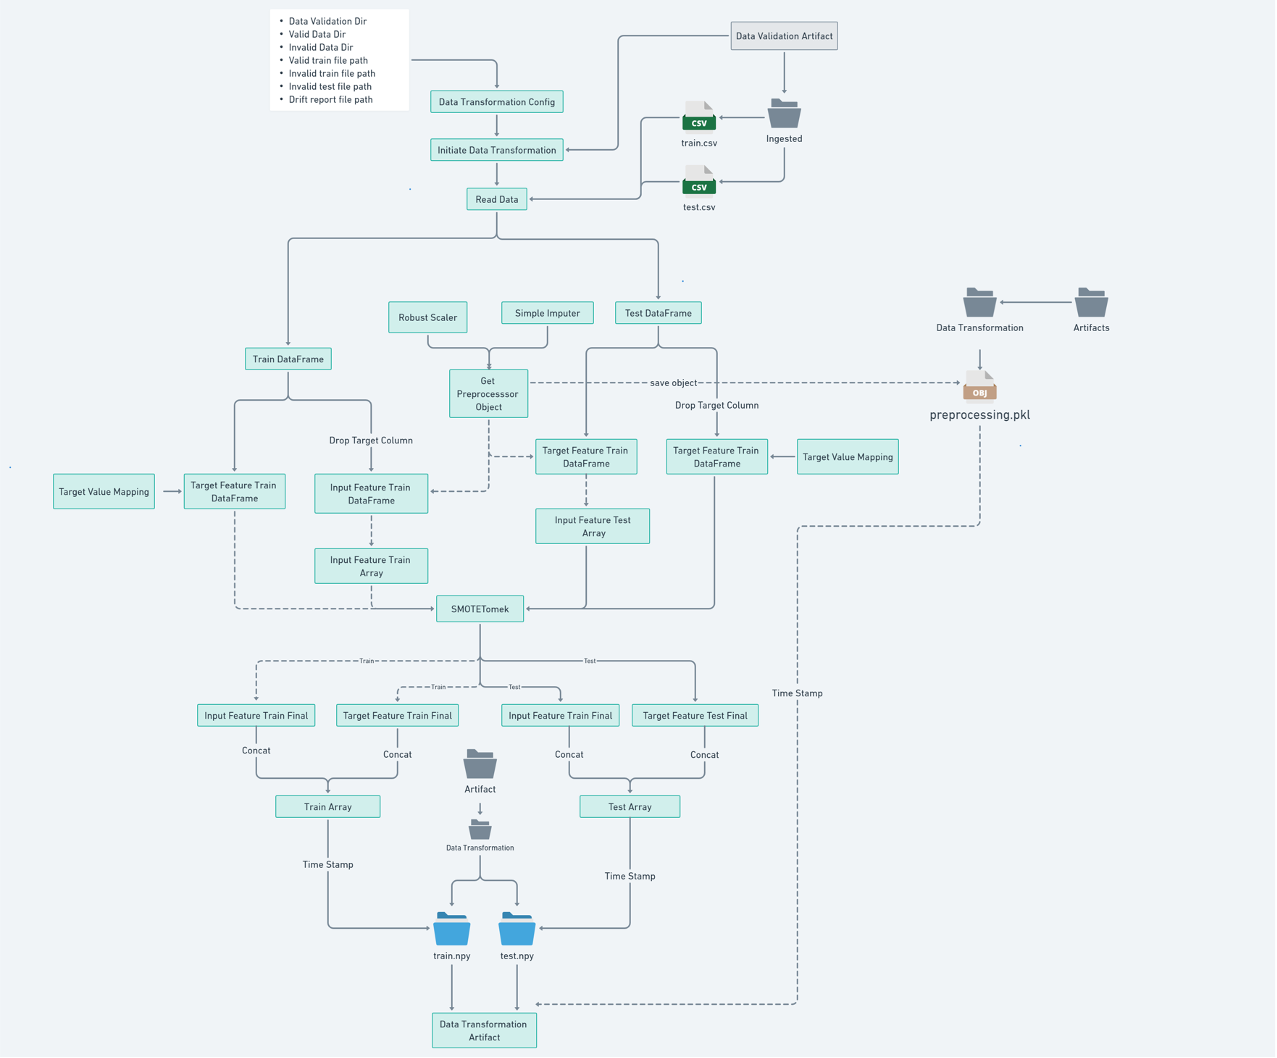 • Data Validation Dir
• Valid Data Dir
• Invalid Data Dir
• Valid train file path
• Invalid train file path
• Invalid test file path
• Drift report file path
Data Validation Artifact
Data Transformation Config
Initiate Data Transformation
CSV
train.csv
Ingested
Read Data
CSV
test.csv
Robust Scaler
Simple Imputer
Test DataFrame
Data Transformation
Artifacts
Train DataFrame
Get
Preprocesssor
Object
save object
OBJ
preprocessing.pkl
Drop Target Column
Drop Target Column
Target Feature Train
DataFrame
Target Feature Train
DataFrame
Target Value Mapping
Target Value Mapping
Target Feature Train
DataFrame
Input Feature Train
DataFrame
Input Feature Test
Array
Input Feature Train
Array
SMOTETomek
Train
Test
Train
Test
Time Stamp
Input Feature Train Final
Target Feature Train Final
Input Feature Train Final
Target Feature Test Final
Concat
Concat
Concat
Concat
Artifact
Train Array
Test Array
Data Transformation
Time Stamp
Time Stamp
train.npy
test.npy
Data Transformation
Artifact